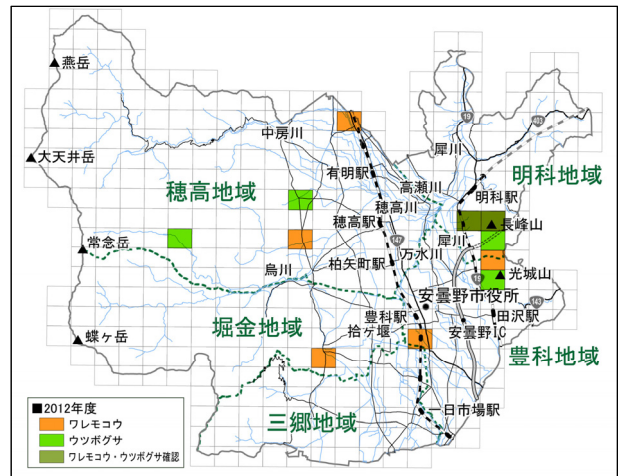 燕岳
大天井岳
常念岳
蝶ヶ岳
中房川
有明駅
高瀬川
犀川
19
403
明科地域
明科駅
穂高地域
穂高川
穂高駅
長峰山
147
万水川
犀川
柏矢町駅
烏川
19
光城山
安曇野市役所
143
堀金地域
豊科駅
拾ケ堰
安曇野IC
田沢駅
豊科地域
三郷地域
一日市場駅
■2012年度
ワレモコウ
ウツボグサ
ワレモコウ・ウツボグサ確認